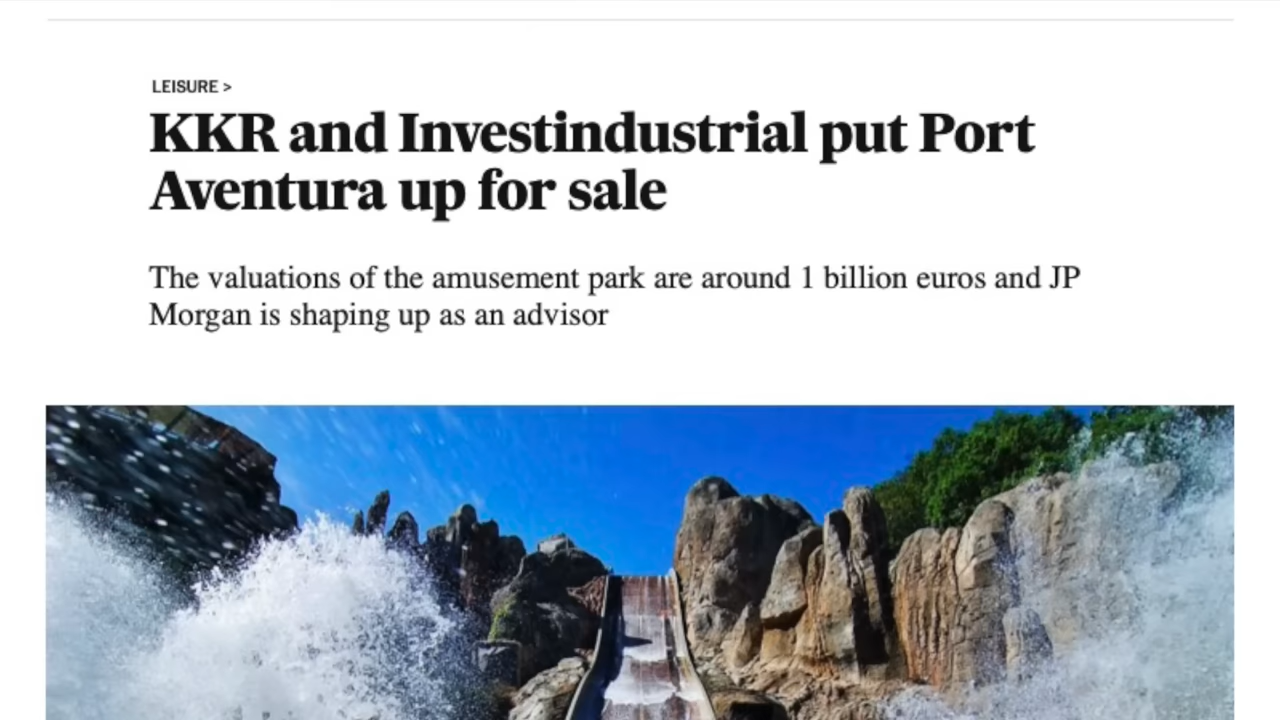 LEISURE >
KKR and Investindustrial put Port
Aventura up for sale
The valuations of the amusement park are around 1 billion euros and JP
Morgan is shaping up as an advisor